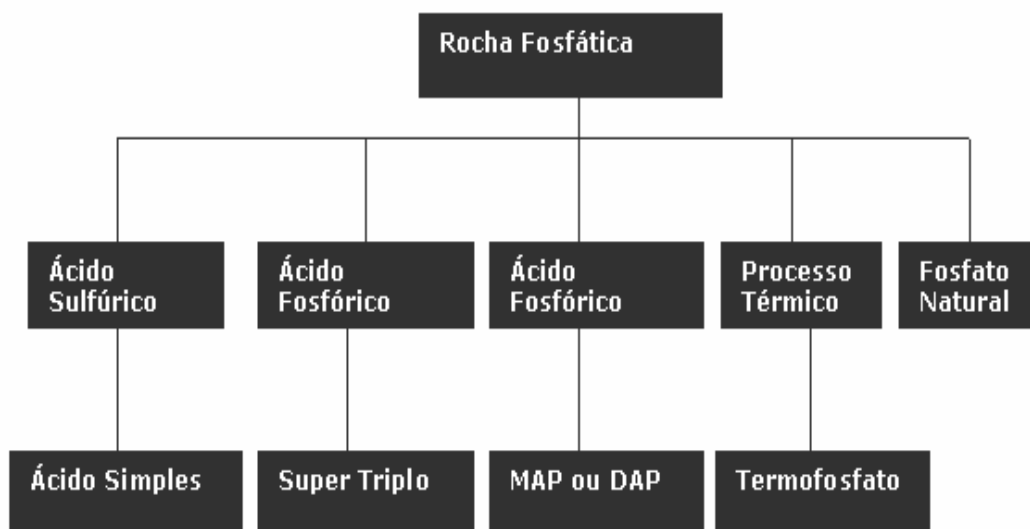 Rocha Fosfática
Ácido
Sulfúrico
Ácido
Fosfórico
Ácido
Fosfórico
Processo
Térmico
Fosfato
Natural
Ácido Simples
Super Triplo
MAP ou DAP
Termofosfato